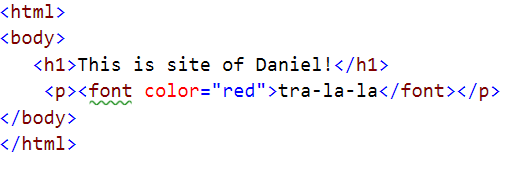 <html>
<body>
<h1>This is site of Daniel!</h1>
<p><font color="red">tra-la-la</font></p>
</body>
</html>